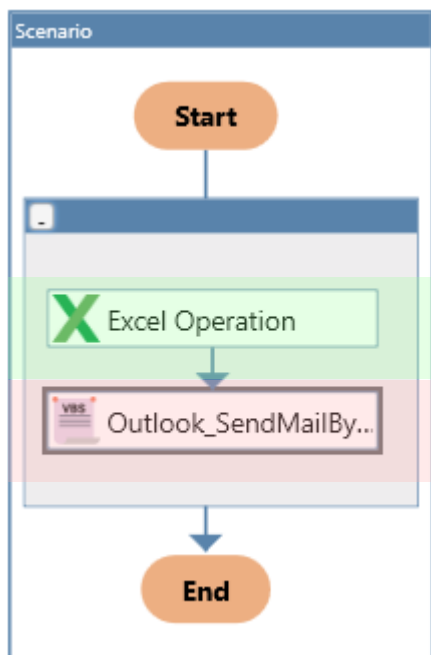 Scenario
Start
-
Excel Operation
VBS
Outlook_SendMailBy...
End